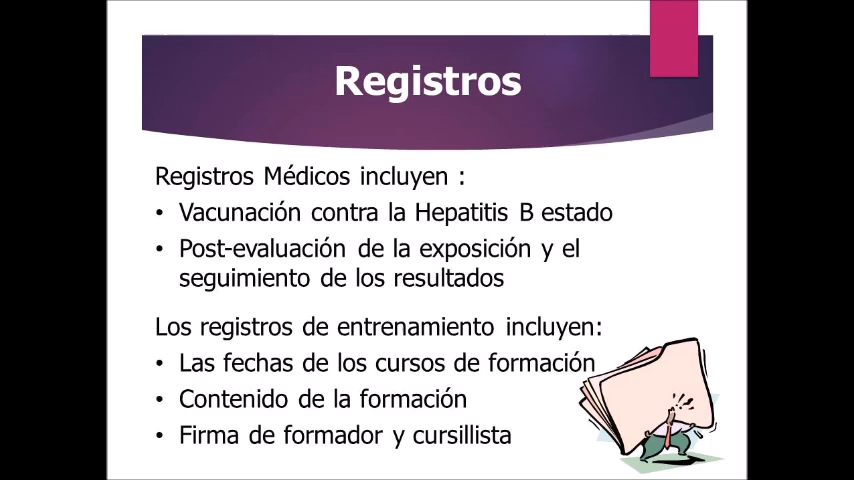 Registros
Registros Médicos incluyen :
• Vacunación contra la Hepatitis B estado
• Post-evaluación de la exposición y el
seguimiento de los resultados
Los registros de entrenamiento incluyen:
• Las fechas de los cursos de formación
• Contenido de la formación
• Firma de formador y cursillista